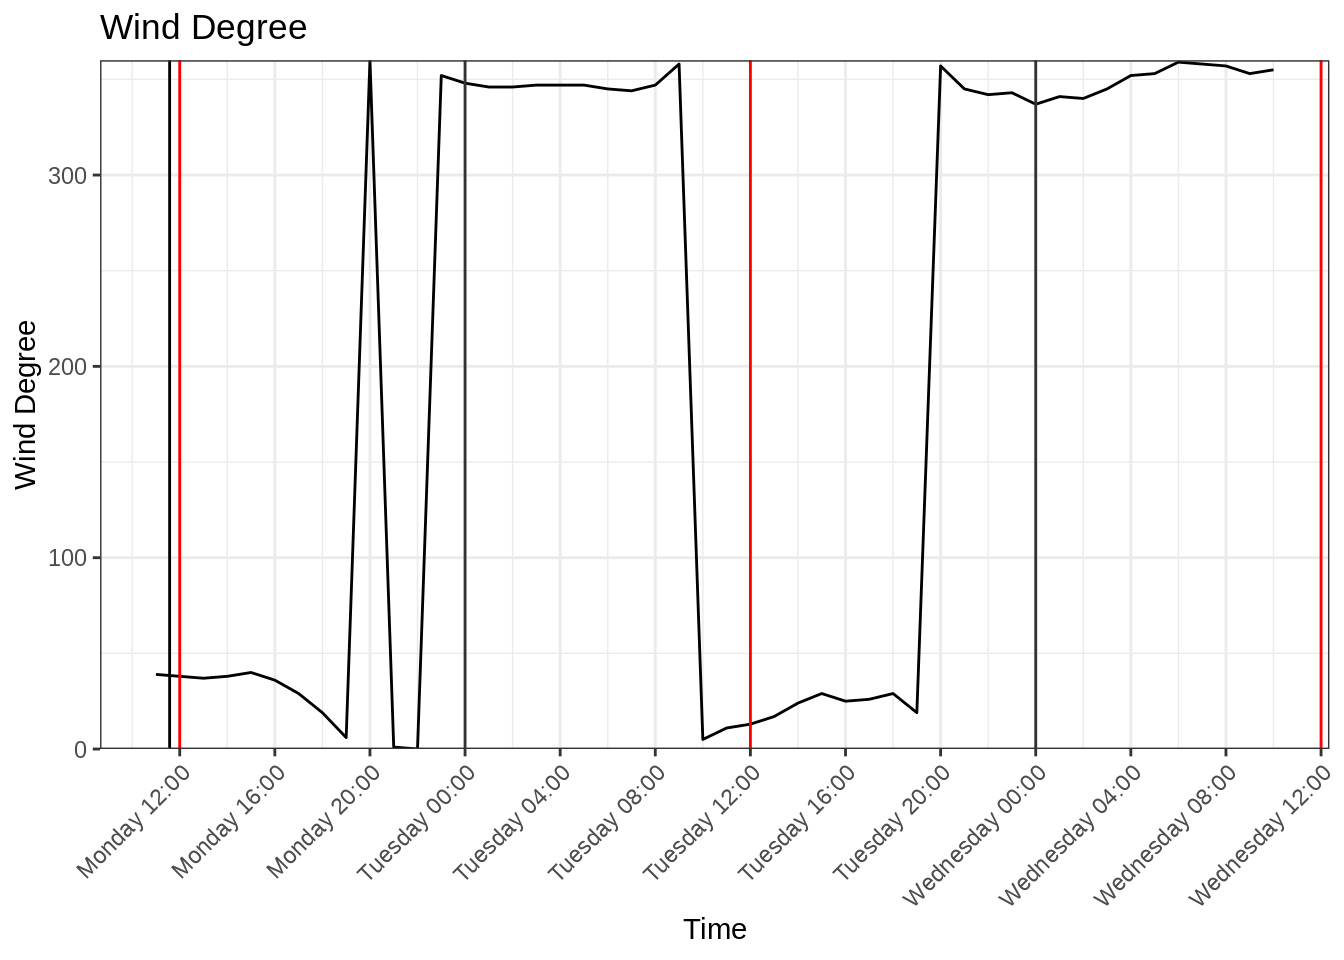 Wind Degree
Wind Degree
300
200
100
0
Monday 12:00
Monday 16:00
Monday 20:00
Tuesday 00:00
Tuesday 04:00
Tuesday 08:00
Tuesday 12:00
Tuesday 16:00
Tuesday 20:00
Wednesday 00:00
Wednesday 04:00
Wednesday 08:00
Wednesday 12:00
Time